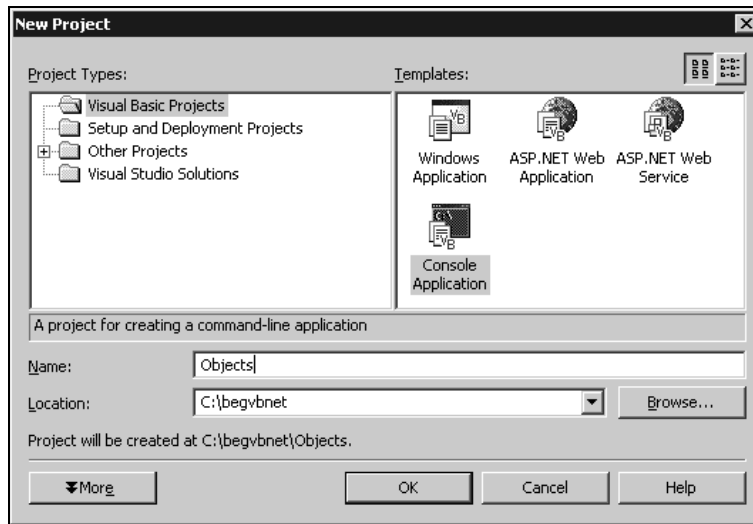 New Project
Project Types:
Templates:
Visual Basic Projects
Setup and Deployment Projects
Other Projects
Visual Studio Solutions
Windows Application
ASP.NET Web Application
ASP.NET Web Service
Console Application
A project for creating a command-line application
Name:
Objects
Location:
C:\begvbnet
Browse...
Project will be created at C:\begvbnet\Objects.
More
OK
Cancel
Help